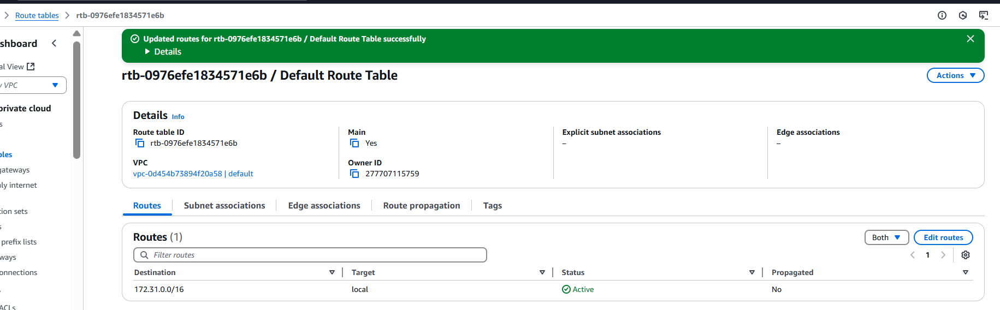 Route tables
rtb-0976efe1834571e6b
shboard
al View
VPC
private cloud
s
bles
gateways
nly internet
tion sets
s
prefix lists
ways
onnections
ACLs
Updated routes for rtb-0976efe1834571e6b / Default Route Table successfully
Details
rtb-0976efe1834571e6b / Default Route Table
Actions
Details Info
Route table ID
rtb-0976efe1834571e6b
Main
Yes
Explicit subnet associations
–
Edge associations
–
VPC
vpc-0d454b73894f20a58 | default
Owner ID
277707115759
Routes
Subnet associations
Edge associations
Route propagation
Tags
Routes (1)
Both
Edit routes
Filter routes
1
Destination
Target
Status
Propagated
172.31.0.0/16
local
Active
No